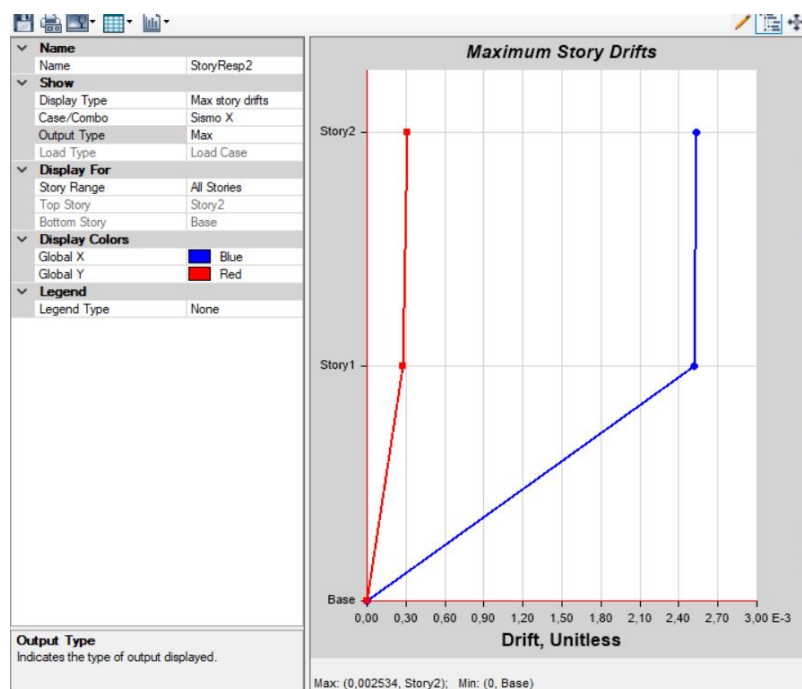 Name
Name StoryResp2
Show
Display Type Max story drifts
Case/Combo Sismo X
Output Type Max
Load Type Load Case
Display For
Story Range All Stories
Top Story Story2
Bottom Story Base
Display Colors
Global X Blue
Global Y Red
Legend
Legend Type None
Output Type
Indicates the type of output displayed.
Maximum Story Drifts
Story2
Story1
Base
0,00 0,30 0,60 0,90 1,20 1,50 1,80 2,10 2,40 2,70 3,00 E-3
Drift, Unitless
Max: (0,002534, Story2); Min: (0, Base)